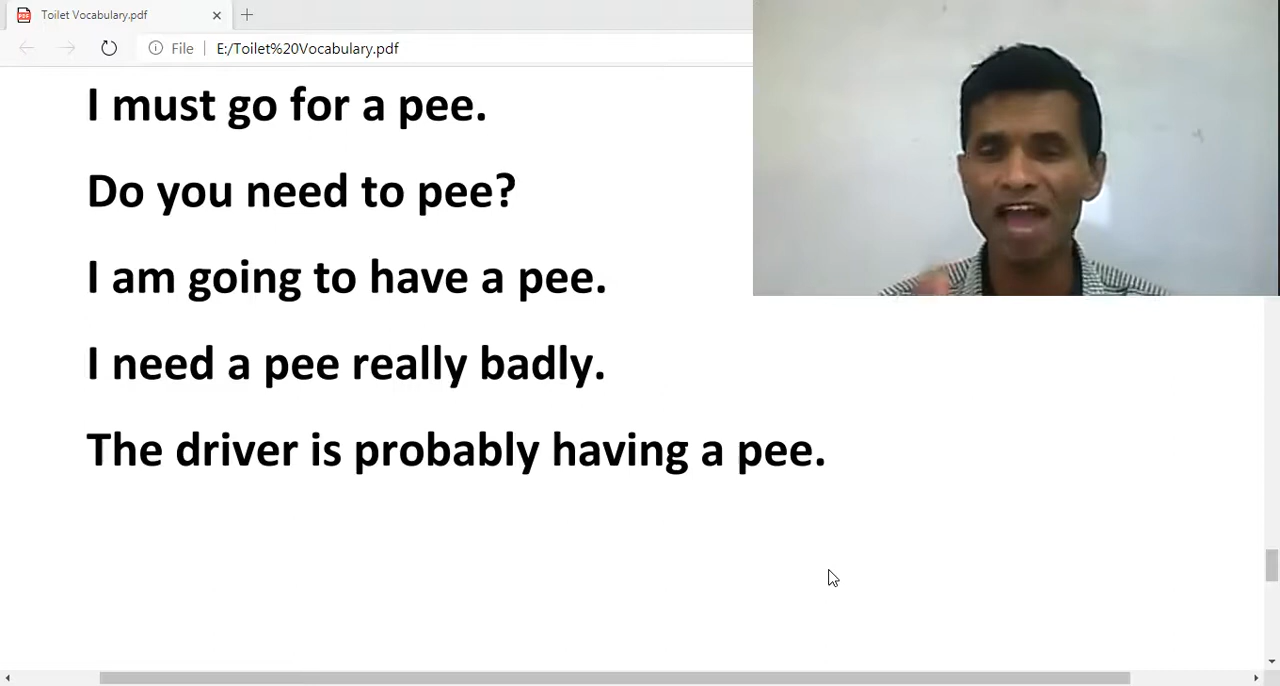 Toilet Vocabulary.pdf
File E:/Toilet%20Vocabulary.pdf
I must go for a pee.
Do you need to pee?
I am going to have a pee.
I need a pee really badly.
The driver is probably having a pee.